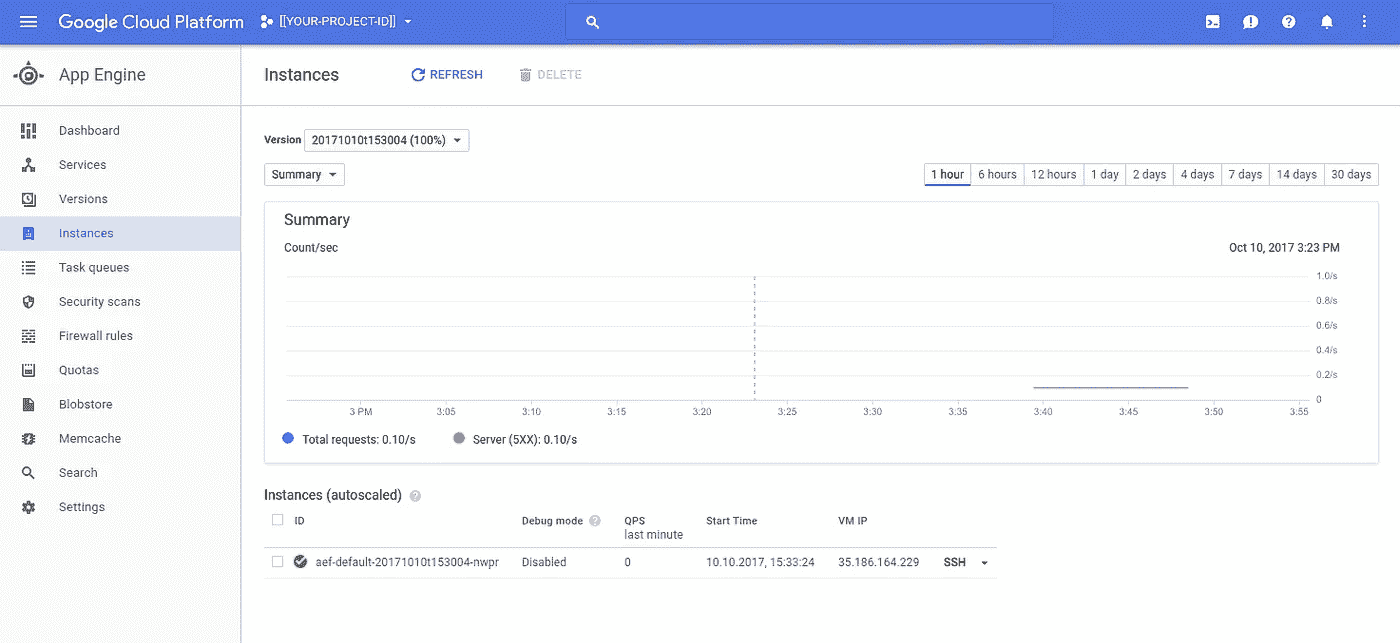 Google Cloud Platform [[YOUR-PROJECT-ID]]
App Engine
Instances REFRESH DELETE
Dashboard
Services
Versions
Instances
Task queues
Security scans
Firewall rules
Quotas
Blobstore
Memcache
Search
Settings
Version 20171010t153004 (100%)
Summary 1 hour 6 hours 12 hours 1 day 2 days 4 days 7 days 14 days 30 days
Summary
Count/sec Oct 10, 2017 3:23 PM
1.0/s
0.8/s
0.6/s
0.4/s
0.2/s
0
3 PM 3:05 3:10 3:15 3:20 3:25 3:30 3:35 3:40 3:45 3:50 3:55
Total requests: 0.10/s Server (5XX): 0.10/s
Instances (autoscaled) ?
ID Debug mode ? QPS Start Time VM IP
last minute
aef-default-20171010t153004-nwpr Disabled 0 10.10.2017, 15:33:24 35.186.164.229 SSH